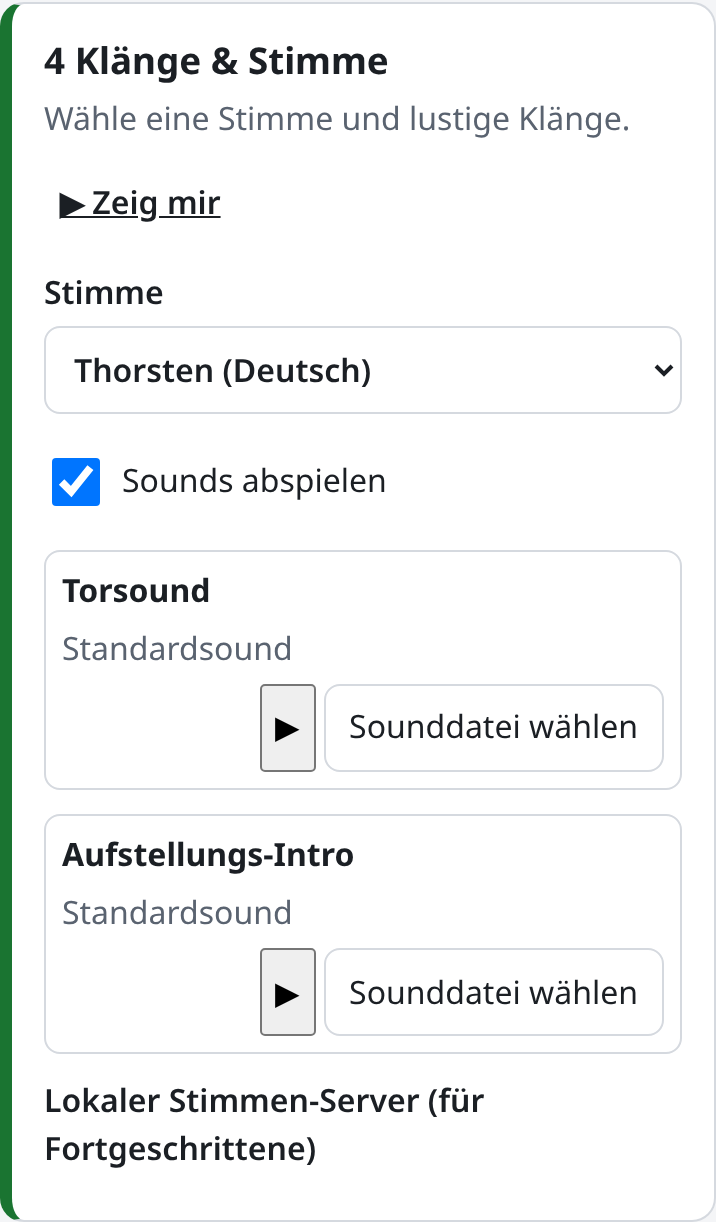 4 Klänge & Stimme
Wähle eine Stimme und lustige Klänge.
▶ Zeig mir
Stimme
Thorsten (Deutsch)
Sounds abspielen
Torsound
Standardsound
▶ Sounddatei wählen
Aufstellungs-Intro
Standardsound
▶ Sounddatei wählen
Lokaler Stimmen-Server (für
Fortgeschrittene)